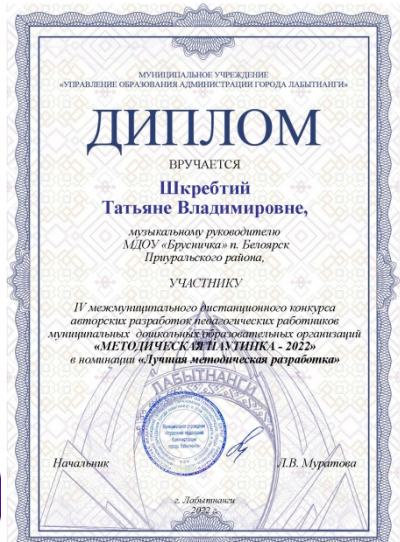 МУНИЦИПАЛЬНОЕ УЧРЕЖДЕНИЕ
«УПРАВЛЕНИЕ ОБРАЗОВАНИЯ АДМИНИСТРАЦИИ ГОРОДА ЛАБЫТНАНГИ»
ДИПЛОМ
ВРУЧАЕТСЯ
Шкребтий
Татьяне Владимировне,
музыкальному руководителю
МДОУ «Брусничка» п. Белоярск
Приуральского района,
УЧАСТНИКУ
IV межмуниципального дистанционного конкурса
авторских разработок педагогических работников
муниципальных дошкольных образовательных организаций
«МЕТОДИЧЕСКАЯ ПАУТИНКА - 2022»
в номинации «Лучшая методическая разработка»
ЛАБЫТНАНГИ
Начальник
Л.В. Муратова
г. Лабытнанги
2022 г.